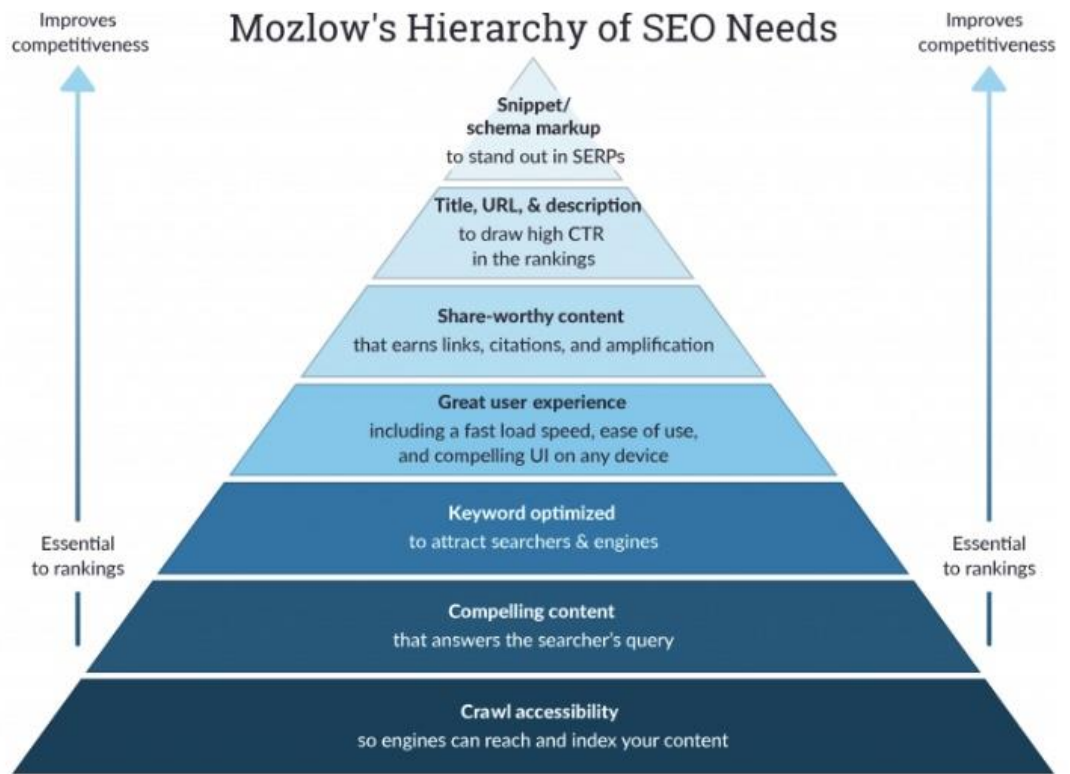 Mozlow's Hierarchy of SEO Needs
Improves
competitiveness
Improves
competitiveness
Snippet/
schema markup
to stand out in SERPs
Title, URL, & description
to draw high CTR
in the rankings
Share-worthy content
that earns links, citations, and amplification
Great user experience
including a fast load speed, ease of use,
and compelling UI on any device
Keyword optimized
to attract searchers & engines
Essential
to rankings
Essential
to rankings
Compelling content
that answers the searcher's query
Crawl accessibility
so engines can reach and index your content